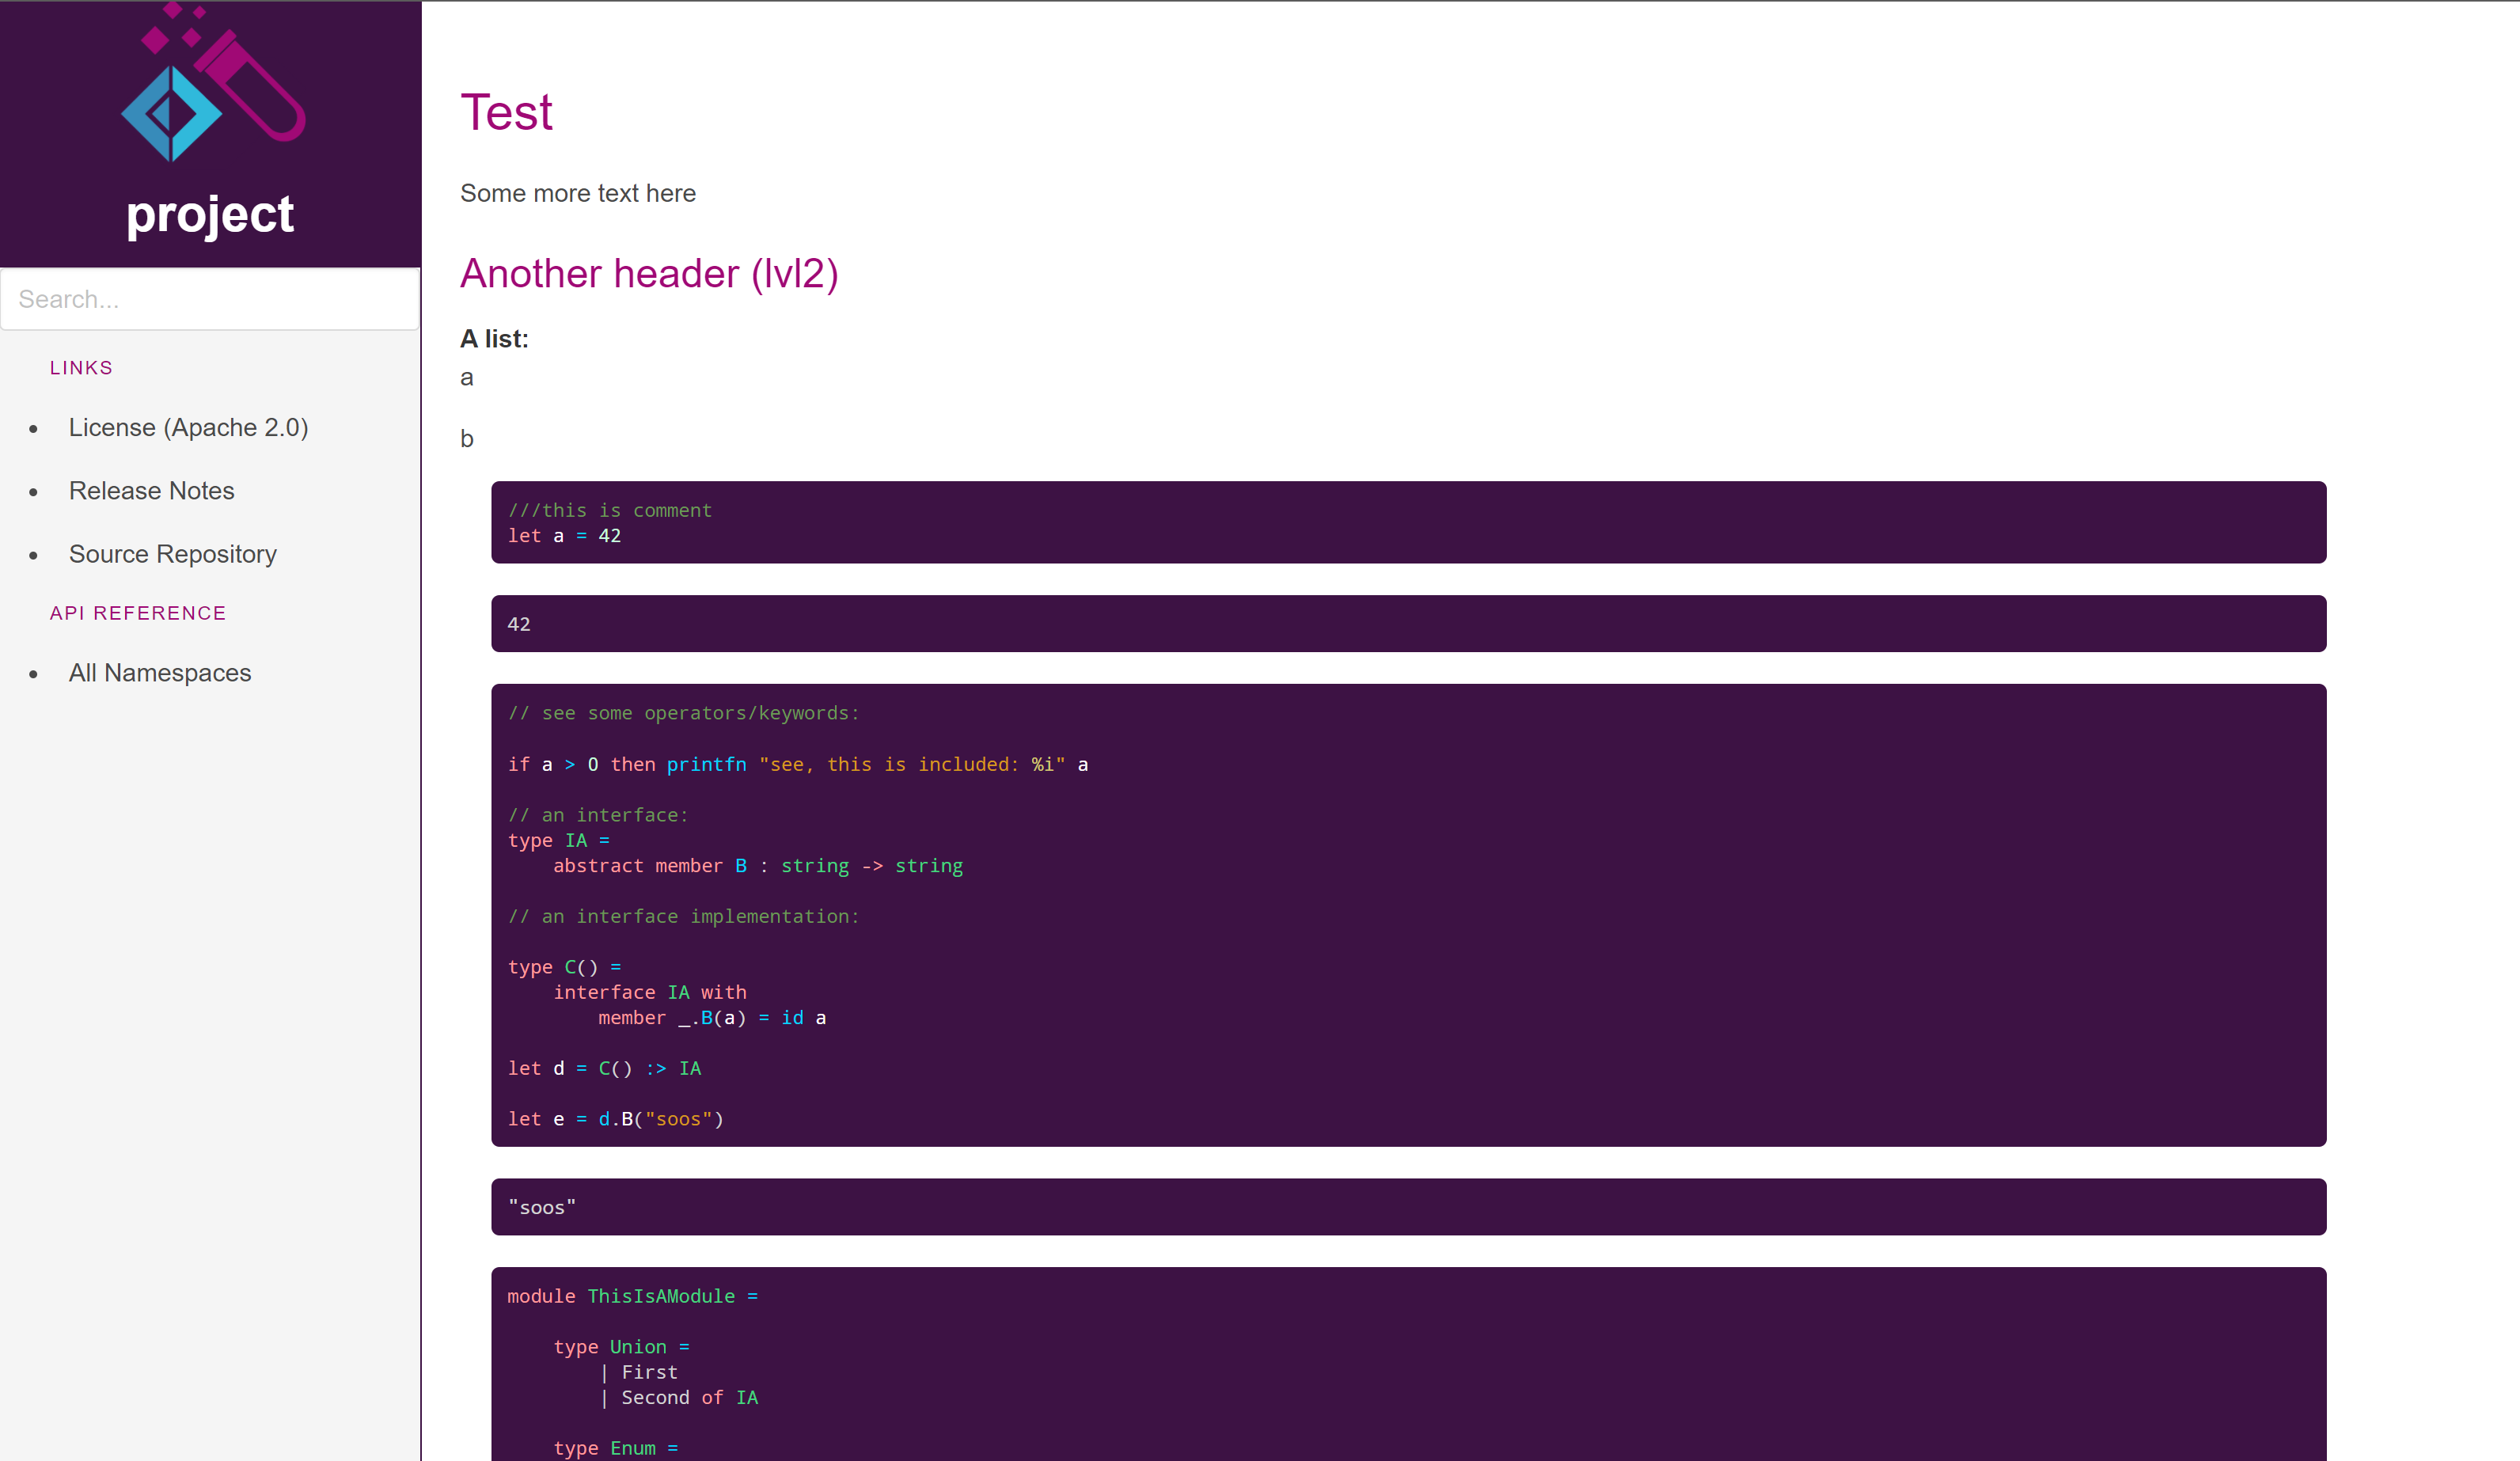 project
Search...
LINKS
License (Apache 2.0)
Release Notes
Source Repository
API REFERENCE
All Namespaces
Test
Some more text here
Another header (lvl2)
A list:
a
b
///this is comment
let a = 42
42
// see some operators/keywords:
if a > 0 then printfn "see, this is included: %i" a
// an interface:
type IA =
    abstract member B : string -> string
// an interface implementation:
type C() =
    interface IA with
        member _.B(a) = id a
let d = C() :> IA
let e = d.B("soos")
"soos"
module ThisIsAModule =
    type Union =
        | First
        | Second of IA
    type Enum =